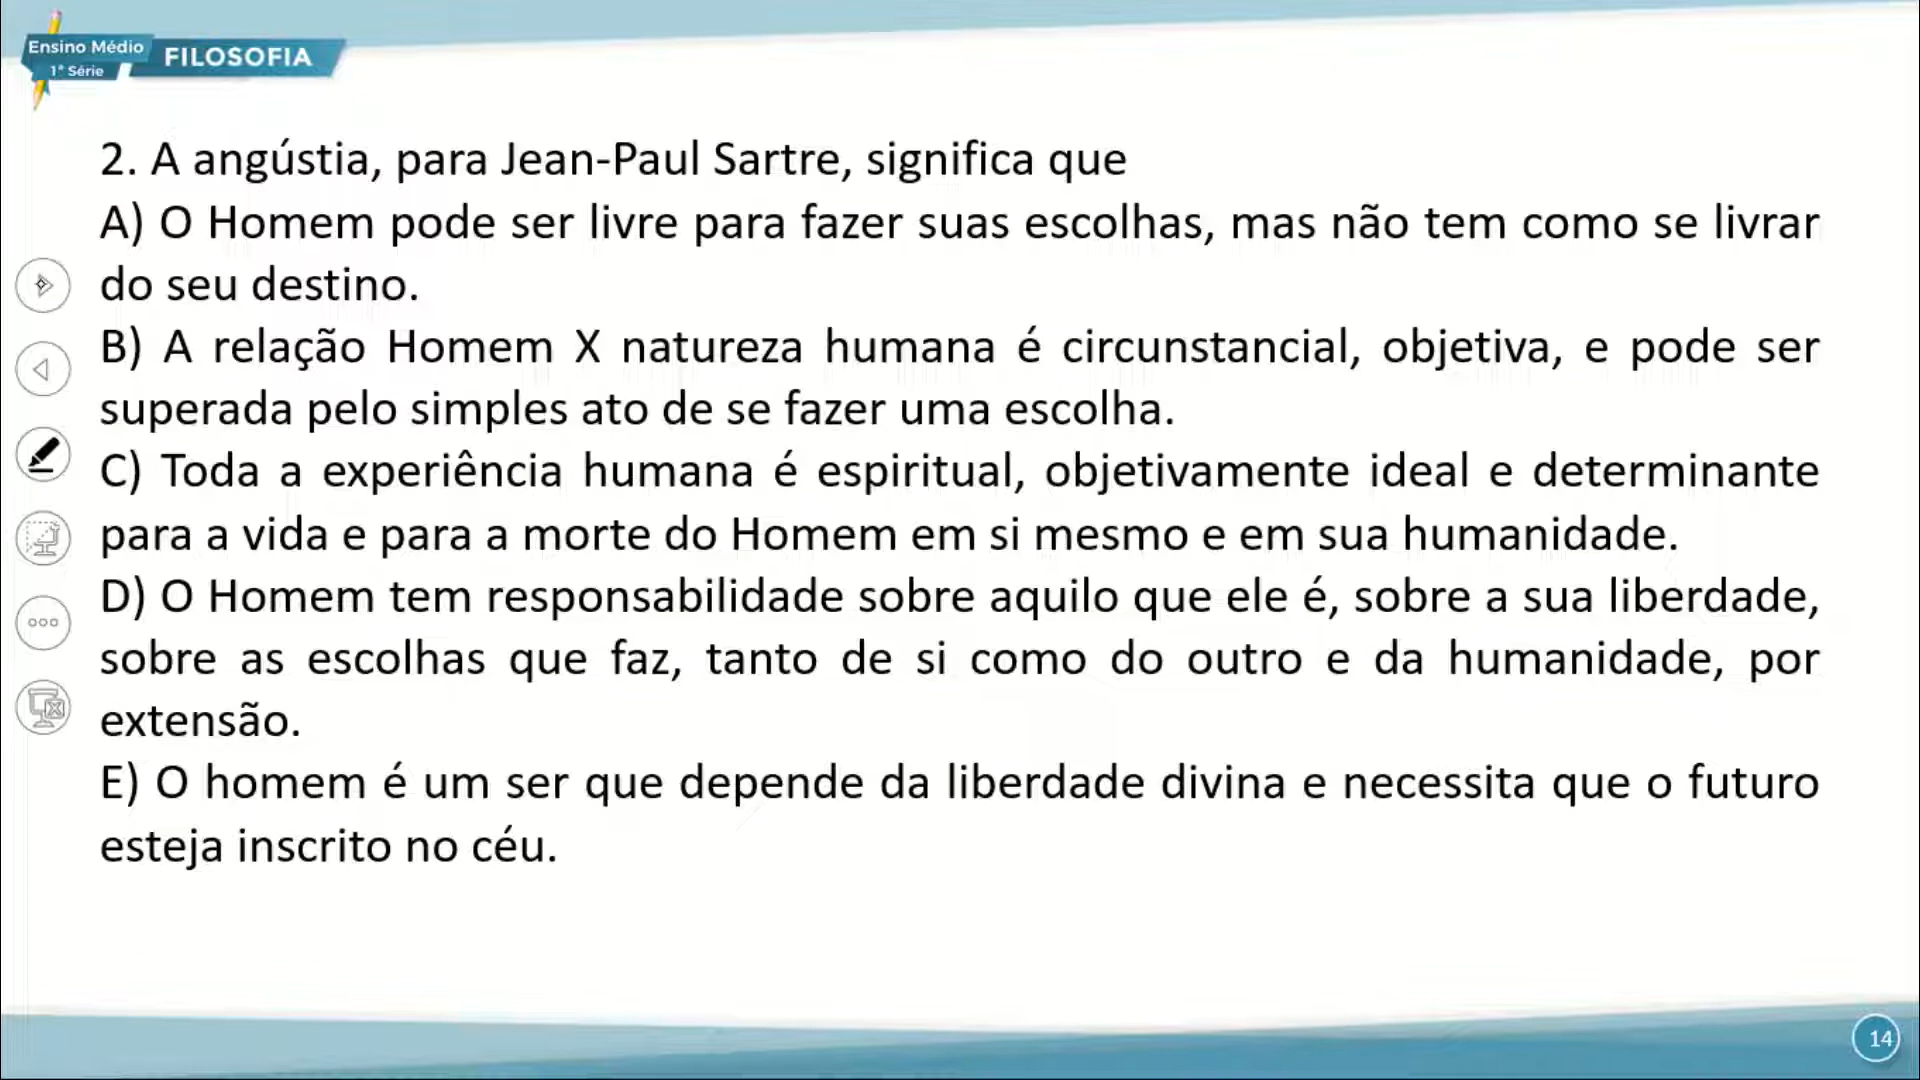 Ensino Médio
1ª Série
FILOSOFIA
2. A angústia, para Jean-Paul Sartre, significa que
A) O Homem pode ser livre para fazer suas escolhas, mas não tem como se livrar
do seu destino.
B) A relação Homem X natureza humana é circunstancial, objetiva, e pode ser
superada pelo simples ato de se fazer uma escolha.
C) Toda a experiência humana é espiritual, objetivamente ideal e determinante
para a vida e para a morte do Homem em si mesmo e em sua humanidade.
D) O Homem tem responsabilidade sobre aquilo que ele é, sobre a sua liberdade,
sobre as escolhas que faz, tanto de si como do outro e da humanidade, por
extensão.
E) O homem é um ser que depende da liberdade divina e necessita que o futuro
esteja inscrito no céu.
14